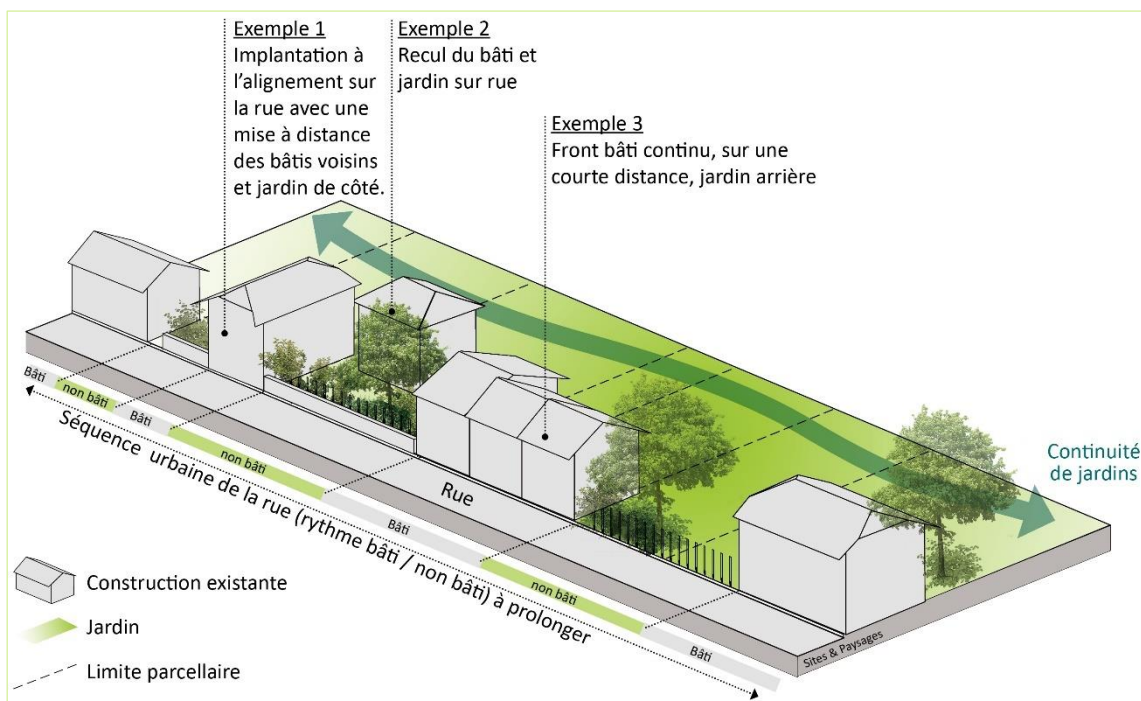 Exemple 1
Implantation à
l'alignement sur
la rue avec une
mise à distance
des bâtis voisins
et jardin de côté.
Exemple 2
Recul du bâti et
jardin sur rue
Exemple 3
Front bâti continu, sur une
courte distance, jardin arrière
Continuité
de jardins
Bâti
non bâti
Bâti
non bâti
Bâti
non bâti
Bâti
Rue
Séquence urbaine de la rue (rythme bâti / non bâti) à prolonger
Sites & Paysages
Construction existante
Jardin
Limite parcellaire